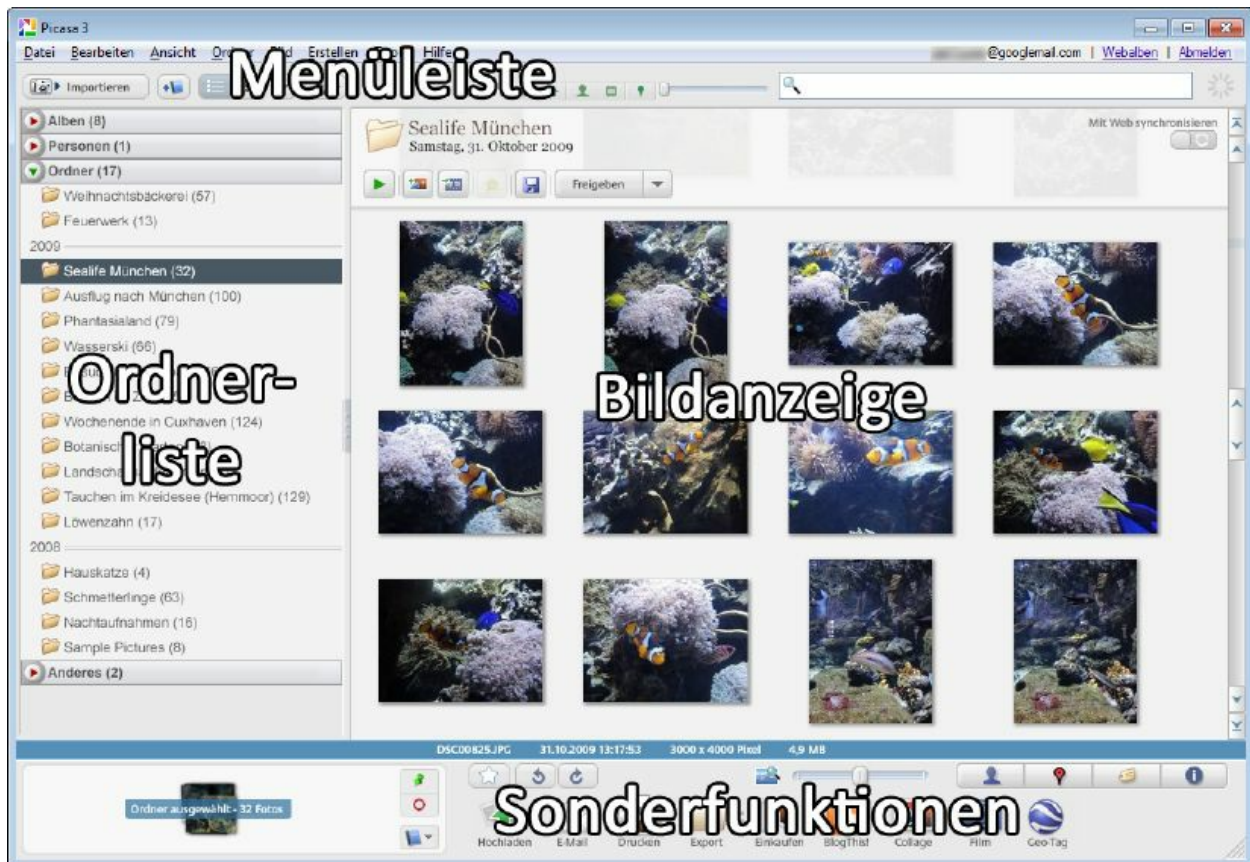 Picasa 3
Datei Bearbeiten Ansicht Erstellen Hilfe @googlemail.com | Webalben | Abmelden
Menüleiste
Importieren
Alben (8)
Personen (1)
Ordner (17)
Weihnachtsbäckerei (57)
Feuerwerk (13)
2009
Sealife München (32)
Ausflug nach München (100)
Phantasialand (79)
Wasserski (66)
Ordner-
Wochenende in Cuxhaven (124)
liste
Tauchen im Kreidesee (Hemmoor) (129)
Löwenzahn (17)
2008
Hauskatze (4)
Schmetterlinge (63)
Nachtaufnahmen (16)
Sample Pictures (8)
Anderes (2)
Sealife München
Samstag, 31. Oktober 2009
Mit Web synchronisieren
Freigeben
Bildanzeige
DSC00825.JPG 31.10.2009 13:17:53 3000 x 4000 Pixel 4,9 MB
Ordner ausgewählt - 32 Fotos
Sonderfunktionen
Hochladen E-Mail Drucken Export Einkaufen BlogThis! Collage Film Geo-Tag